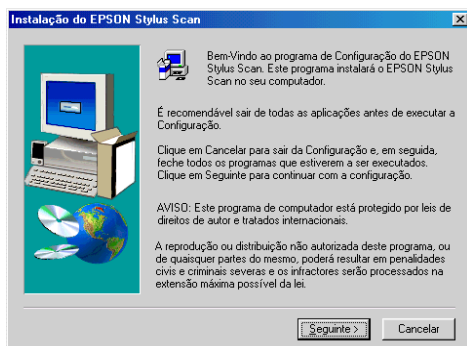 Instalação do EPSON Stylus Scan
Bem-Vindo ao programa de Configuração do EPSON
Stylus Scan. Este programa instalará o EPSON Stylus
Scan no seu computador.
É recomendável sair de todas as aplicações antes de executar a
Configuração.
Clique em Cancelar para sair da Configuração e, em seguida,
feche todos os programas que estiverem a ser executados.
Clique em Seguinte para continuar com a configuração.
AVISO: Este programa de computador está protegido por leis de
direitos de autor e tratados internacionais.
A reprodução ou distribuição não autorizada deste programa, ou
de quaisquer partes do mesmo, poderá resultar em penalidades
civis e criminais severas e os infractores serão processados na
extensão máxima possível da lei.
Seguinte > Cancelar